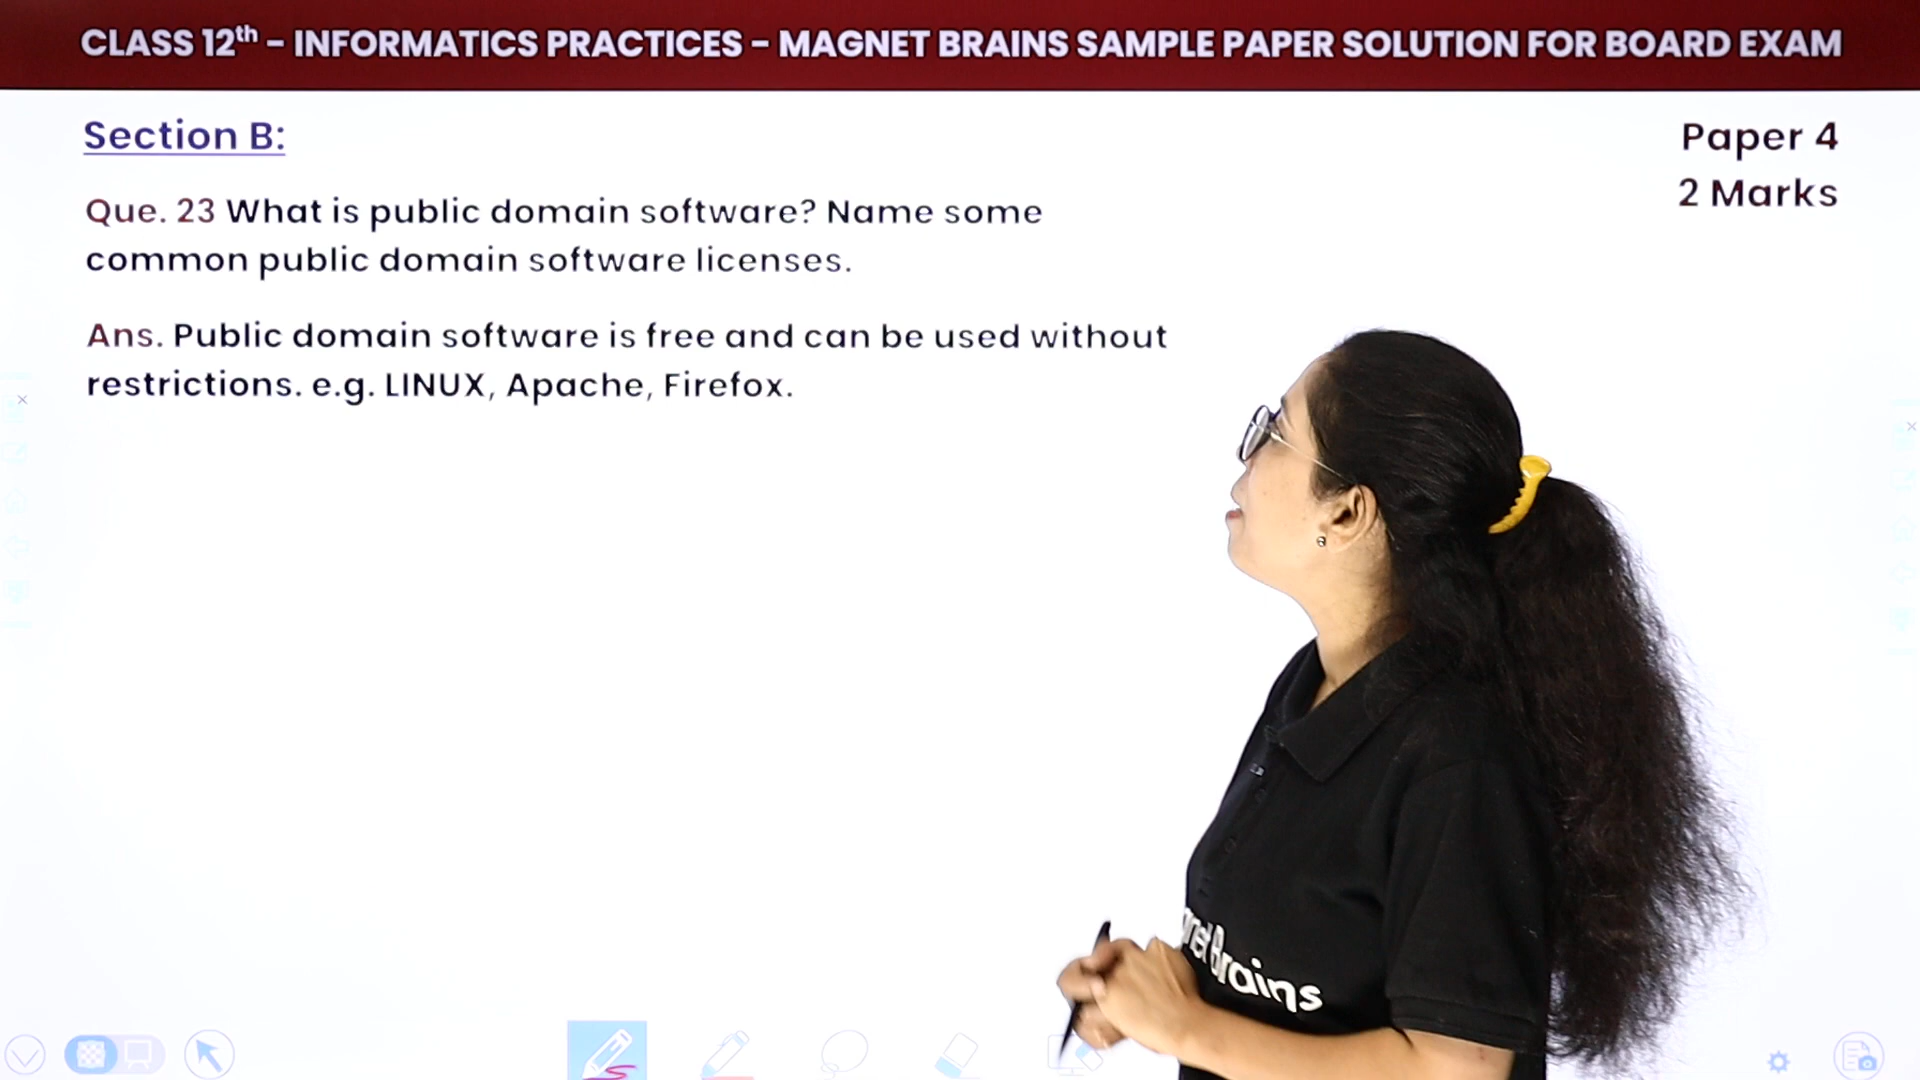 CLASS 12th – INFORMATICS PRACTICES – MAGNET BRAINS SAMPLE PAPER SOLUTION FOR BOARD EXAM
Section B:
Paper 4
2 Marks
Que. 23 What is public domain software? Name some
common public domain software licenses.
Ans. Public domain software is free and can be used without
restrictions. e.g. LINUX, Apache, Firefox.
Brains